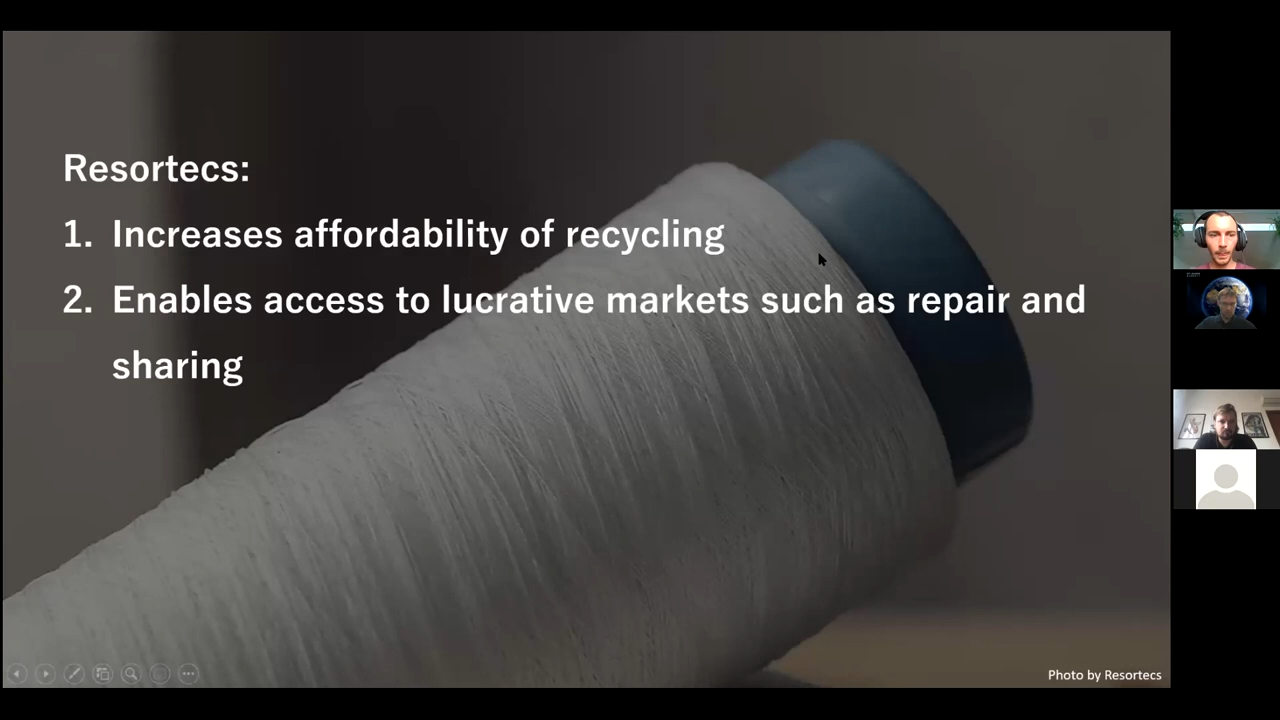 Resortecs:
1. Increases affordability of recycling
2. Enables access to lucrative markets such as repair and
sharing
Photo by Resortecs